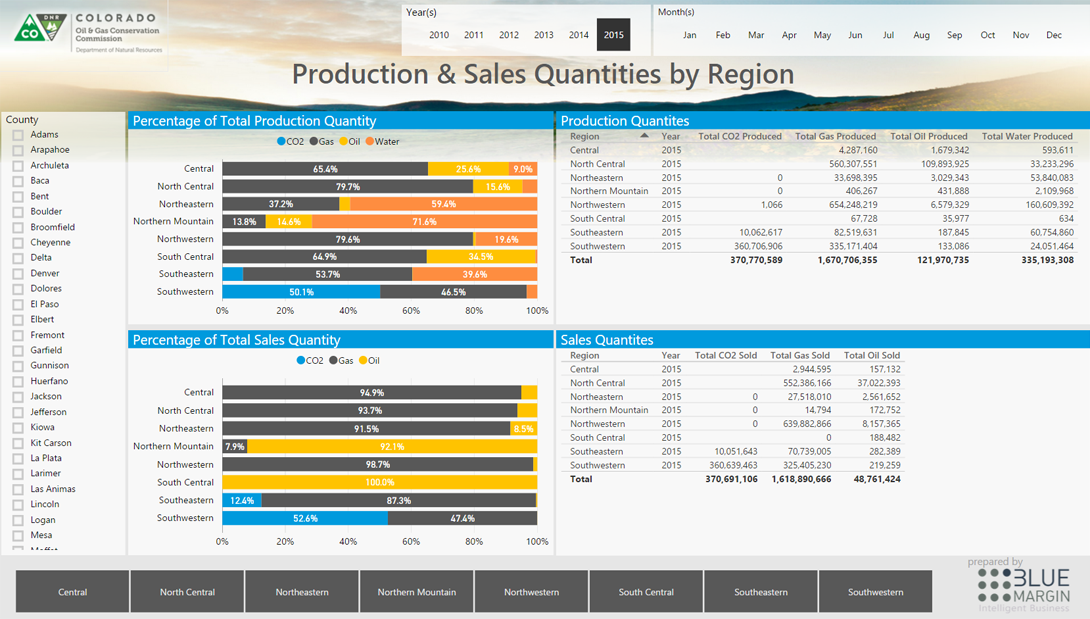 COLORADO
Oil & Gas Conservation
Commission
Department of Natural Resources
CO
DNR
Year(s)
2010 2011 2012 2013 2014 2015
Month(s)
Jan Feb Mar Apr May Jun Jul Aug Sep Oct Nov Dec
Production & Sales Quantities by Region
County
Adams
Arapahoe
Archuleta
Baca
Bent
Boulder
Broomfield
Cheyenne
Delta
Denver
Dolores
El Paso
Elbert
Fremont
Garfield
Gunnison
Huerfano
Jackson
Jefferson
Kiowa
Kit Carson
La Plata
Larimer
Las Animas
Lincoln
Logan
Mesa
Moffat
Percentage of Total Production Quantity
CO2 Gas Oil Water
Central 65.4% 25.6% 9.0%
North Central 79.7% 15.6%
Northeastern 37.2% 59.4%
Northern Mountain 13.8% 14.6% 71.6%
Northwestern 79.6% 19.6%
South Central 64.9% 34.5%
Southeastern 53.7% 39.6%
Southwestern 50.1% 46.5%
0% 20% 40% 60% 80% 100%
Production Quantites
Region Year Total CO2 Produced Total Gas Produced Total Oil Produced Total Water Produced
Central 2015 4,287,160 1,679,342 593,611
North Central 2015 560,307,551 109,893,925 33,233,296
Northeastern 2015 0 33,698,395 3,029,343 53,840,083
Northern Mountain 2015 0 406,267 431,888 2,109,968
Northwestern 2015 1,066 654,248,219 6,579,329 160,609,392
South Central 2015 67,728 35,977 634
Southeastern 2015 10,062,617 82,519,631 187,845 60,754,860
Southwestern 2015 360,706,906 335,171,404 133,086 24,051,464
Total 370,770,589 1,670,706,355 121,970,735 335,193,308
Percentage of Total Sales Quantity
CO2 Gas Oil
Central 94.9%
North Central 93.7%
Northeastern 91.5% 8.5%
Northern Mountain 7.9% 92.1%
Northwestern 98.7%
South Central 100.0%
Southeastern 12.4% 87.3%
Southwestern 52.6% 47.4%
0% 20% 40% 60% 80% 100%
Sales Quantites
Region Year Total CO2 Sold Total Gas Sold Total Oil Sold
Central 2015 2,944,595 157,132
North Central 2015 552,386,166 37,022,393
Northeastern 2015 0 27,518,010 2,561,652
Northern Mountain 2015 0 14,794 172,752
Northwestern 2015 0 639,882,866 8,157,365
South Central 2015 0 188,482
Southeastern 2015 10,051,643 70,739,005 282,389
Southwestern 2015 360,639,463 325,405,230 219,259
Total 370,691,106 1,618,890,666 48,761,424
Central North Central Northeastern Northern Mountain Northwestern South Central Southeastern Southwestern
prepared by
BLUE
MARGIN
Intelligent Business